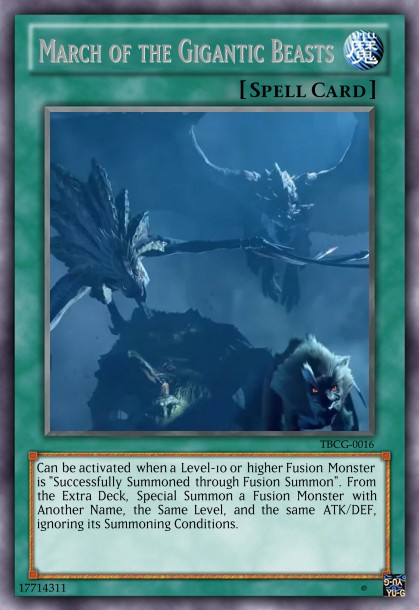 March of the Gigantic Beasts 魔
[Spell Card]
TBCG-0016
Can be activated when a Level-10 or higher Fusion Monster
is "Successfully Summoned through Fusion Summon". From
the Extra Deck, Special Summon a Fusion Monster with
Another Name, the Same Level, and the same ATK/DEF,
ignoring its Summoning Conditions.
17714311
YU-G